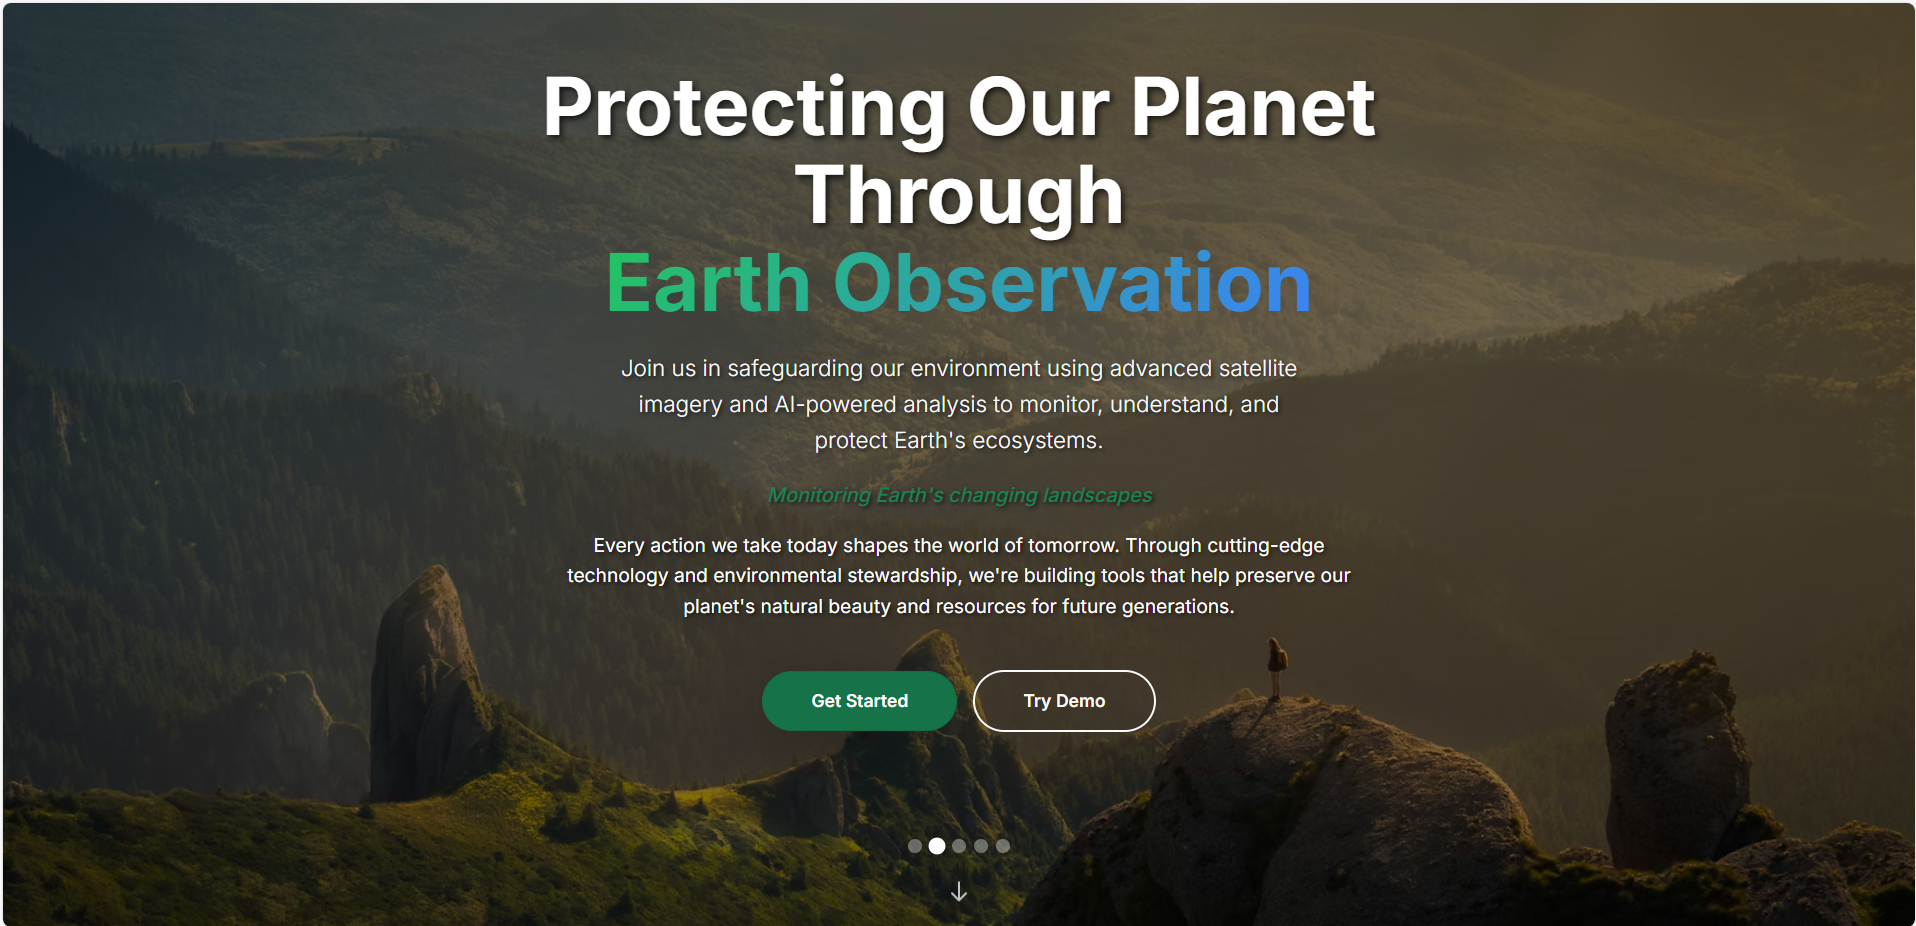 Protecting Our Planet
Through
Earth Observation
Join us in safeguarding our environment using advanced satellite
imagery and AI-powered analysis to monitor, understand, and
protect Earth's ecosystems.
Monitoring Earth's changing landscapes
Every action we take today shapes the world of tomorrow. Through cutting-edge
technology and environmental stewardship, we're building tools that help preserve our
planet's natural beauty and resources for future generations.
Get Started
Try Demo